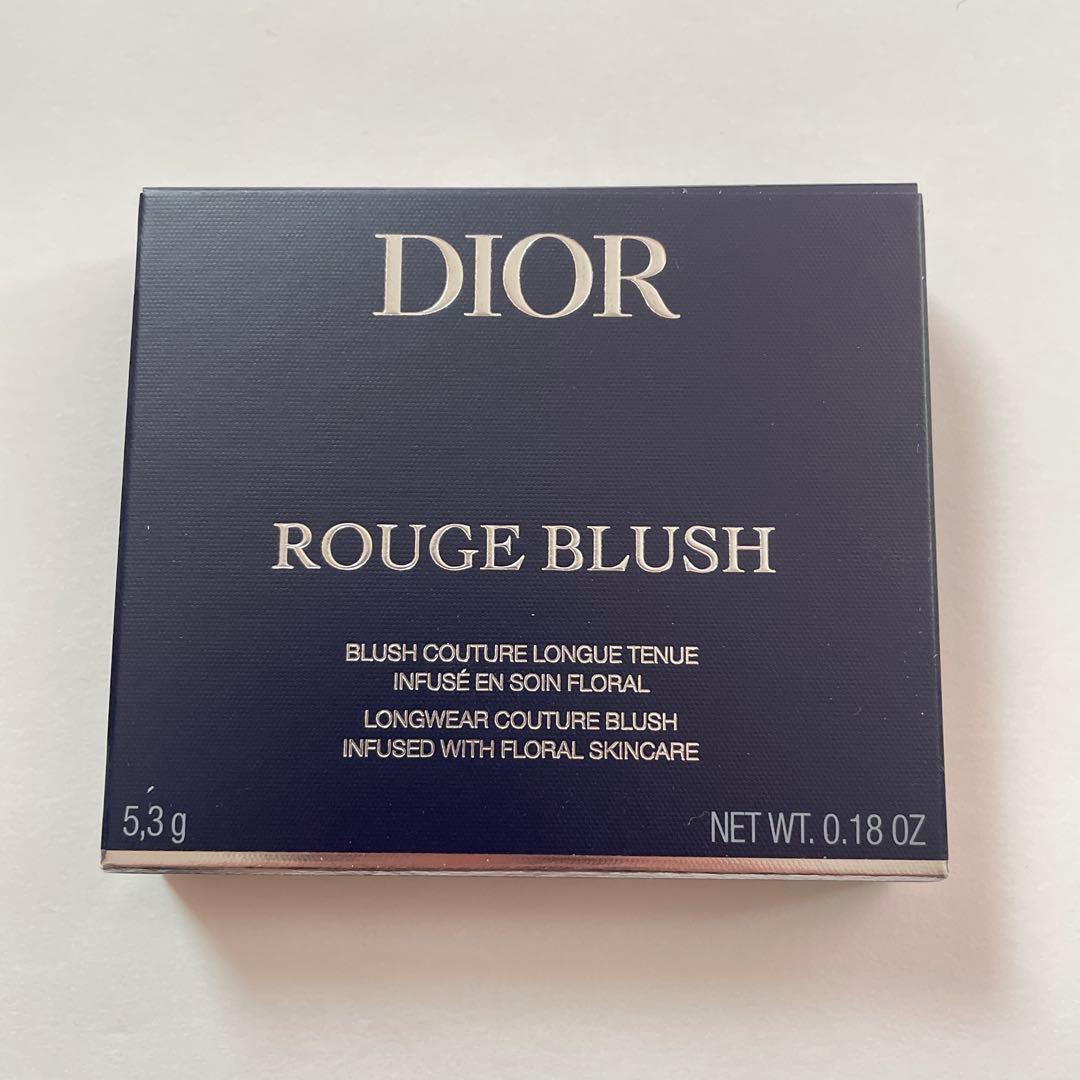 DIOR
ROUGE BLUSH
BLUSH COUTURE LONGUE TENUE
INFUSÉ EN SOIN FLORAL
LONGWEAR COUTURE BLUSH
INFUSED WITH FLORAL SKINCARE
5,3 g
NET WT. 0.18 OZ